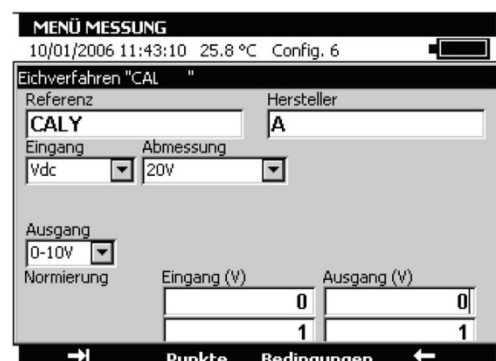 MENÜ MESSUNG
10/01/2006 11:43:10 25.8 °C Config. 6
Eichverfahren "CAL "
Referenz Hersteller
CALY A
Eingang Abmessung
Vdc 20V
Ausgang
0-10V
Normierung Eingang (V) Ausgang (V)
0 0
1 1
Punkte Bedingungen